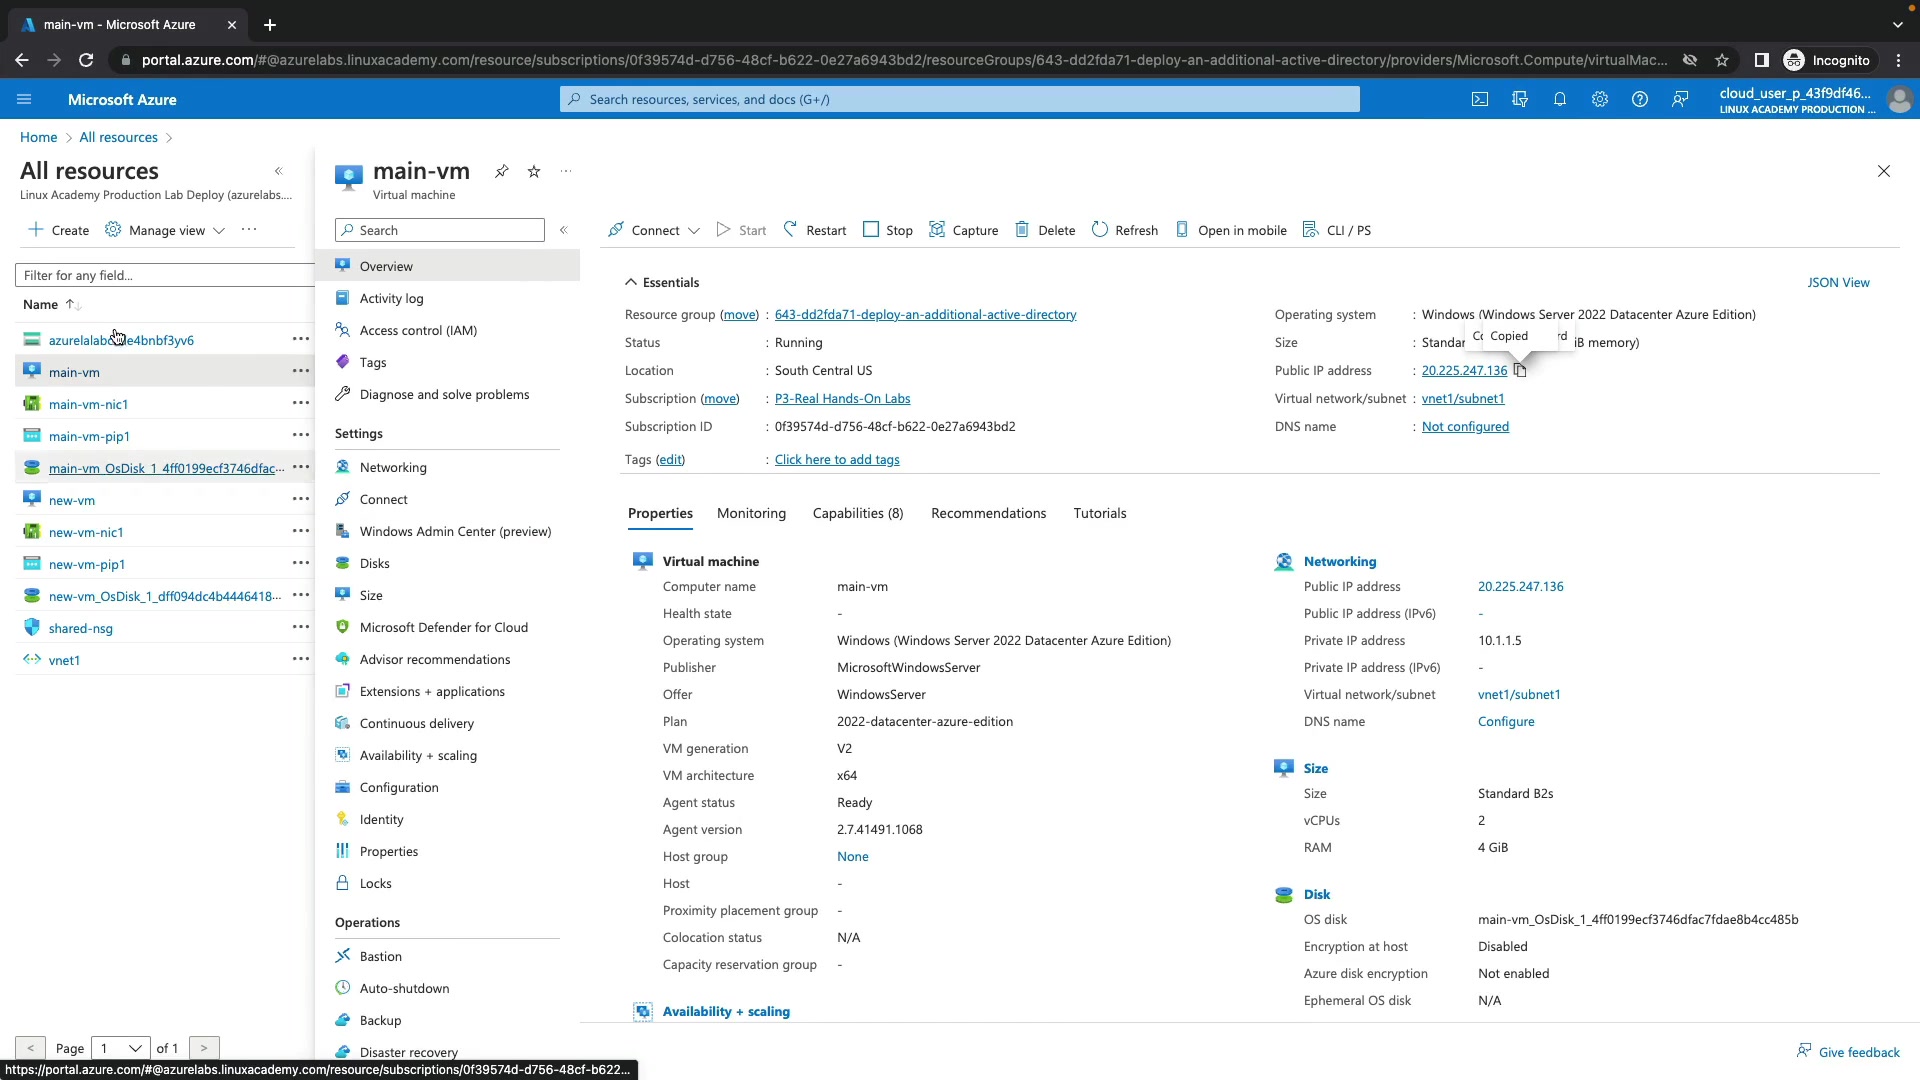 main-vm - Microsoft Azure
portal.azure.com/#@azurelabs.linuxacademy.com/resource/subscriptions/0f39574d-d756-48cf-b622-0e27a6943bd2/resourceGroups/643-dd2fda71-deploy-an-additional-active-directory/providers/Microsoft.Compute/virtualMac...
Incognito
Microsoft Azure
Search resources, services, and docs (G+/)
cloud_user_p_43f9df46...
LINUX ACADEMY PRODUCTION ...
Home > All resources >
All resources
Linux Academy Production Lab Deploy (azurelabs....
Create
Manage view
Filter for any field...
Name
main-vm
main-vm-nic1
main-vm-pip1
main-vm_OsDisk_1_4ff0199ecf3746dfac...
new-vm
new-vm-nic1
new-vm-pip1
new-vm_OsDisk_1_dff094dc4b4446418...
shared-nsg
vnet1
< Page 1 of 1 >
main-vm
Virtual machine
Search
Overview
Activity log
Access control (IAM)
Tags
Diagnose and solve problems
Settings
Networking
Connect
Windows Admin Center (preview)
Disks
Size
Microsoft Defender for Cloud
Advisor recommendations
Extensions + applications
Continuous delivery
Availability + scaling
Configuration
Identity
Properties
Locks
Operations
Bastion
Auto-shutdown
Backup
Disaster recovery
Connect Start Restart Stop Capture Delete Refresh Open in mobile CLI / PS
Essentials
JSON View
Resource group (move) : 643-dd2fda71-deploy-an-additional-active-directory
Status : Running
Location : South Central US
Subscription (move) : P3-Real Hands-On Labs
Subscription ID : 0f39574d-d756-48cf-b622-0e27a6943bd2
Tags (edit) : Click here to add tags
Operating system : Windows (Windows Server 2022 Datacenter Azure Edition)
Copied
Size : memory)
Public IP address : 20.225.247.136
Virtual network/subnet : vnet1/subnet1
DNS name : Not configured
Properties Monitoring Capabilities (8) Recommendations Tutorials
Virtual machine
Computer name main-vm
Health state -
Operating system Windows (Windows Server 2022 Datacenter Azure Edition)
Publisher MicrosoftWindowsServer
Offer WindowsServer
Plan 2022-datacenter-azure-edition
VM generation V2
VM architecture x64
Agent status Ready
Agent version 2.7.41491.1068
Host group None
Host -
Proximity placement group -
Colocation status N/A
Capacity reservation group -
Availability + scaling
Networking
Public IP address 20.225.247.136
Public IP address (IPv6) -
Private IP address 10.1.1.5
Private IP address (IPv6) -
Virtual network/subnet vnet1/subnet1
DNS name Configure
Size
Size Standard B2s
vCPUs 2
RAM 4 GiB
Disk
OS disk main-vm_OsDisk_1_4ff0199ecf3746dfac7fdae8b4cc485b
Encryption at host Disabled
Azure disk encryption Not enabled
Ephemeral OS disk N/A
Give feedback
https://portal.azure.com/#@azurelabs.linuxacademy.com/resource/subscriptions/0f39574d-d756-48cf-b622...